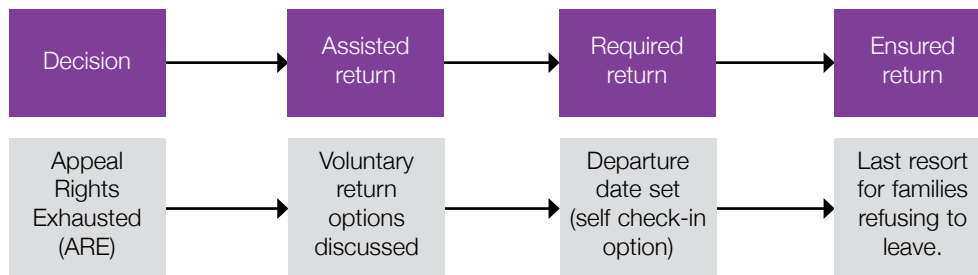 Decision
Assisted
return
Required
return
Ensured
return
Appeal
Rights
Exhausted
(ARE)
Voluntary
return
options
discussed
Departure
date set
(self check-in
option)
Last resort
for families
refusing to
leave.